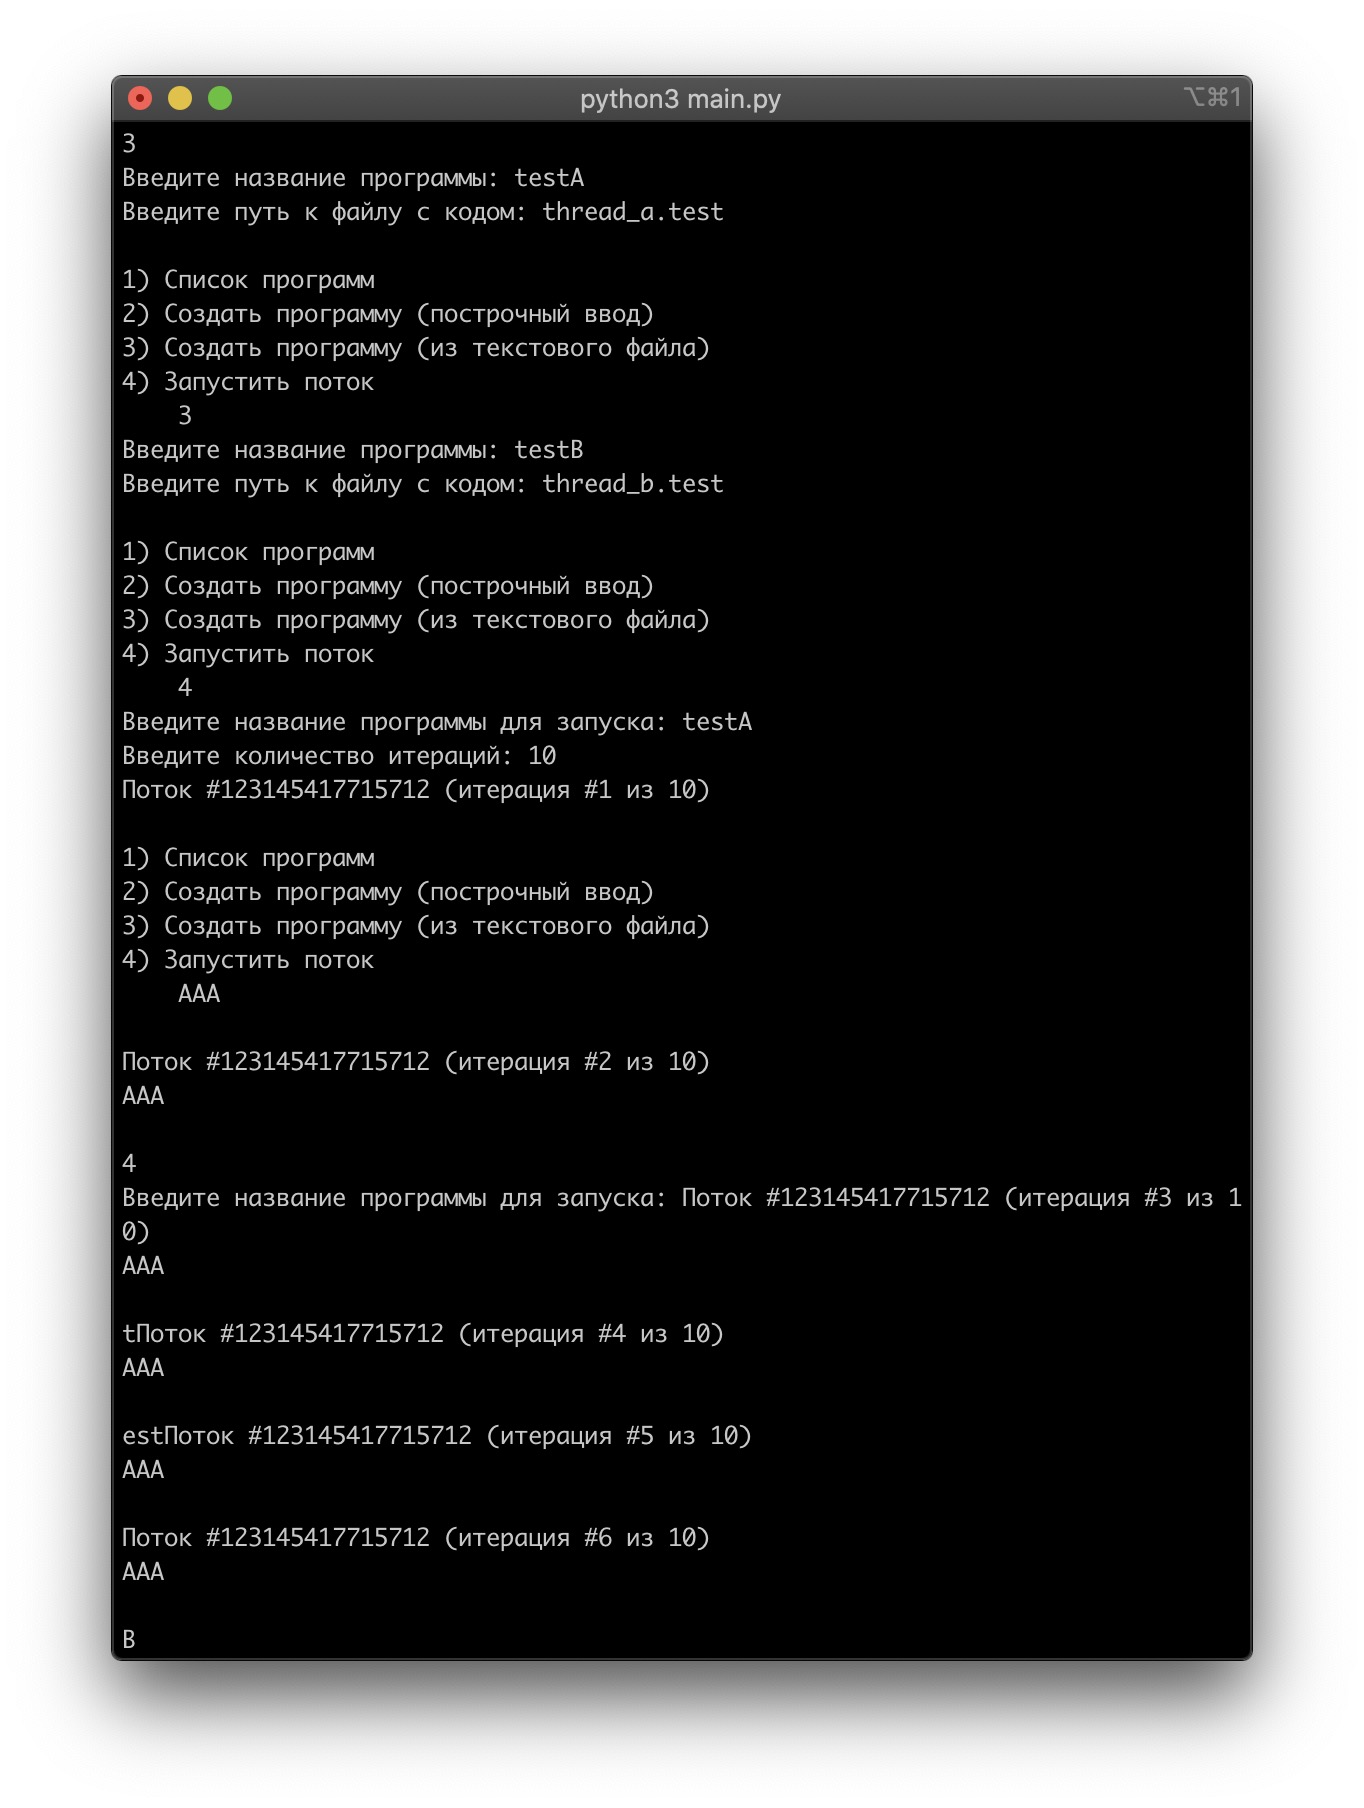 python3 main.py
⌥⌘1
3
Введите название программы: testA
Введите путь к файлу с кодом: thread_a.test
1) Список программ
2) Создать программу (построчный ввод)
3) Создать программу (из текстового файла)
4) Запустить поток
3
Введите название программы: testB
Введите путь к файлу с кодом: thread_b.test
1) Список программ
2) Создать программу (построчный ввод)
3) Создать программу (из текстового файла)
4) Запустить поток
4
Введите название программы для запуска: testA
Введите количество итераций: 10
Поток #123145417715712 (итерация #1 из 10)
1) Список программ
2) Создать программу (построчный ввод)
3) Создать программу (из текстового файла)
4) Запустить поток
AAA
Поток #123145417715712 (итерация #2 из 10)
AAA
4
Введите название программы для запуска: Поток #123145417715712 (итерация #3 из 1
0)
AAA
tПоток #123145417715712 (итерация #4 из 10)
AAA
estПоток #123145417715712 (итерация #5 из 10)
AAA
Поток #123145417715712 (итерация #6 из 10)
AAA
B